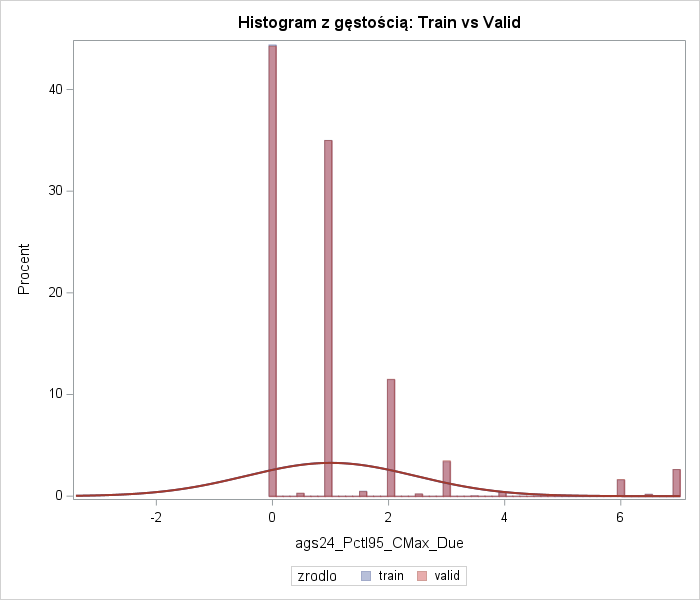 Histogram z gęstością: Train vs Valid
Procent
40
30
20
10
0
-2 0 2 4 6
ags24_Pctl95_CMax_Due
zrodlo train valid